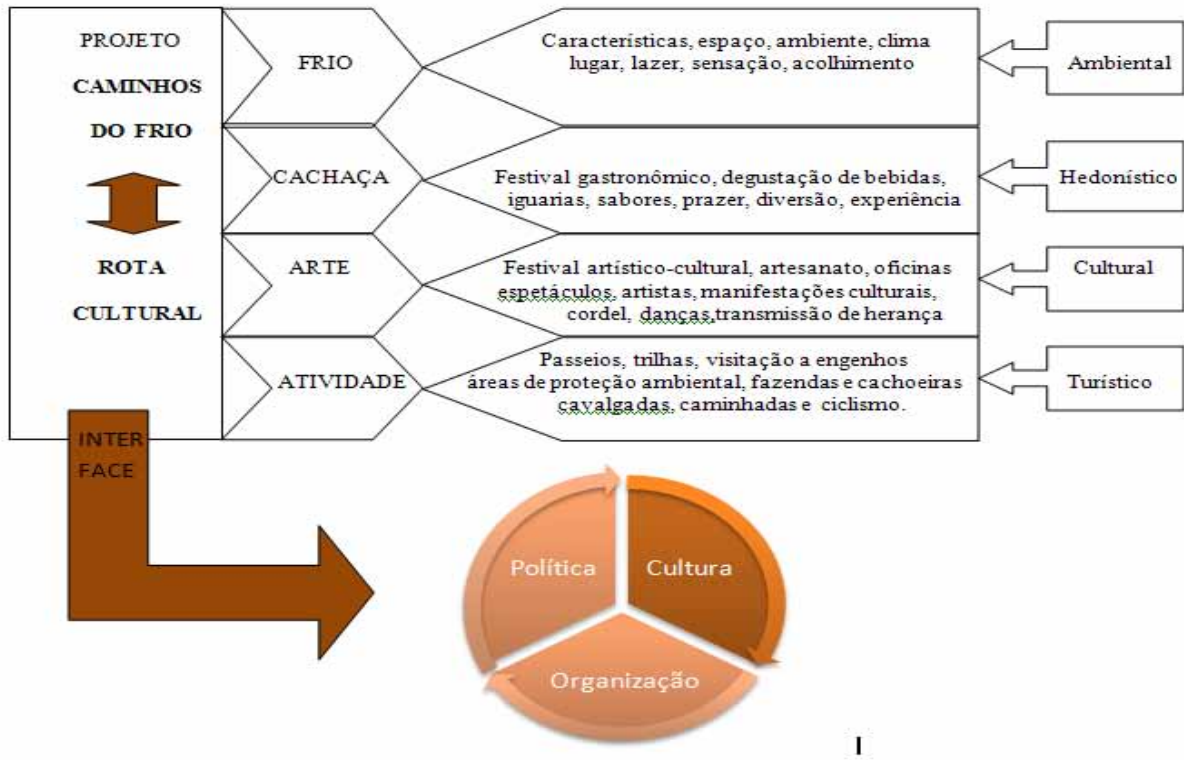 PROJETO
CAMINHOS
DO FRIO
ROTA
CULTURAL
FRIO
Características, espaço, ambiente, clima
lugar, lazer, sensação, acolhimento
Ambiental
CACHAÇA
Festival gastronômico, degustação de bebidas,
iguarias, sabores, prazer, diversão, experiência
Hedonístico
ARTE
Festival artístico-cultural, artesanato, oficinas
espetáculos, artistas, manifestações culturais,
cordel, danças,transmissão de herança
Cultural
ATIVIDADE
Passeios, trilhas, visitação a engenhos
áreas de proteção ambiental, fazendas e cachoeiras
cavalgadas, caminhadas e ciclismo.
Turístico
INTER
FACE
Política
Cultura
Organização